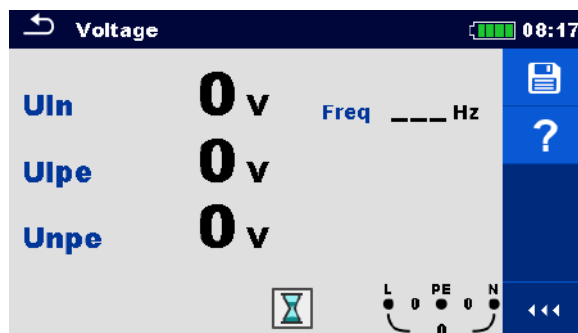 Voltage 08:17
Uln 0 V Freq ___ Hz
Ulpe 0 V
Unpe 0 V
?
L PE N
0 0
0